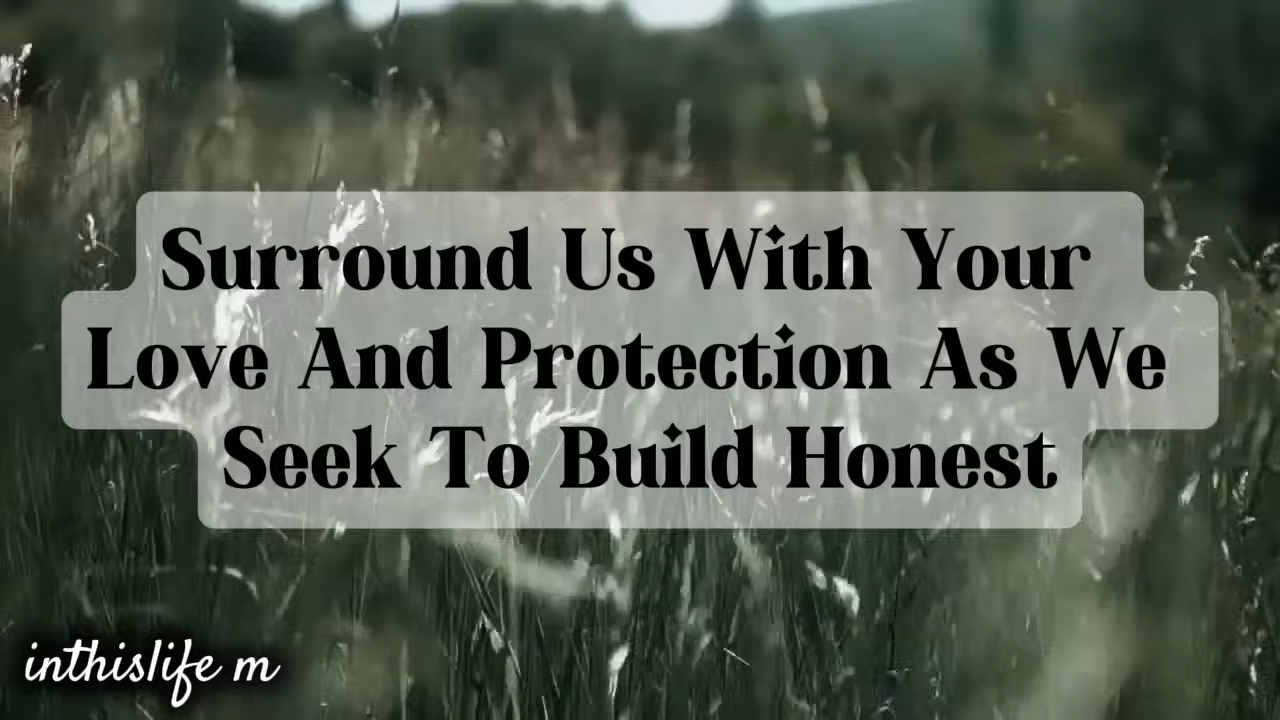 Surround Us With Your
Love And Protection As We
Seek To Build Honest
inthislife m